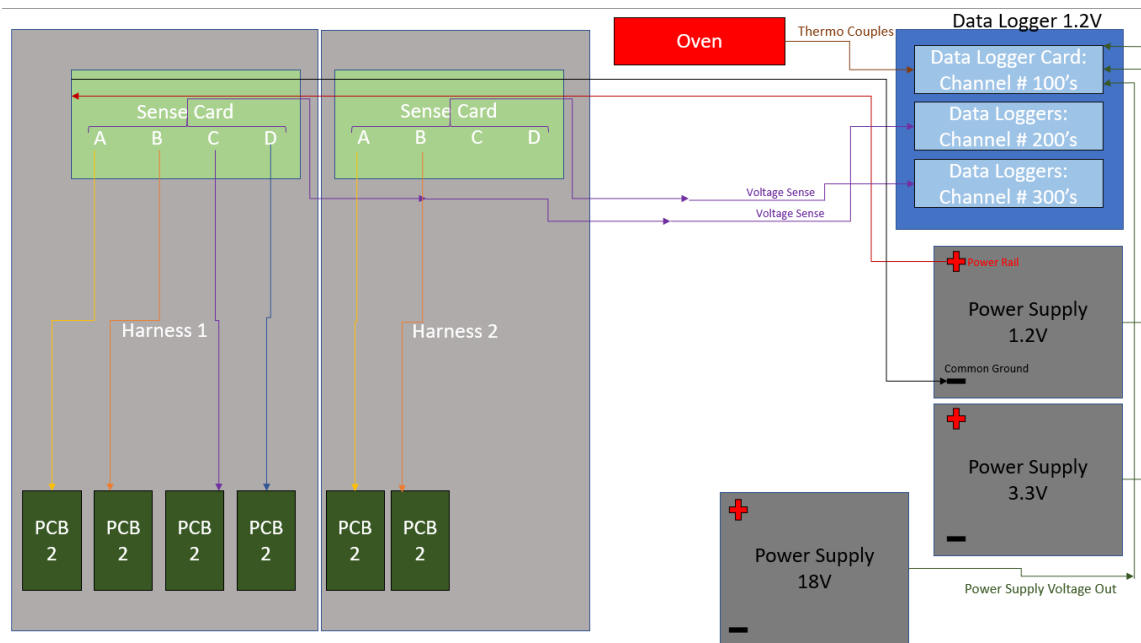 Data Logger 1.2V
Oven
Thermo Couples
Data Logger Card:
Channel # 100's
Data Loggers:
Channel # 200's
Data Loggers:
Channel # 300's
Sense Card
A B C D
Sense Card
A B C D
Voltage Sense
Voltage Sense
Power Rail
Power Supply
1.2V
Common Ground
Harness 1
Harness 2
Power Supply
3.3V
Power Supply
18V
Power Supply Voltage Out
PCB
2
PCB
2
PCB
2
PCB
2
PCB
2
PCB
2